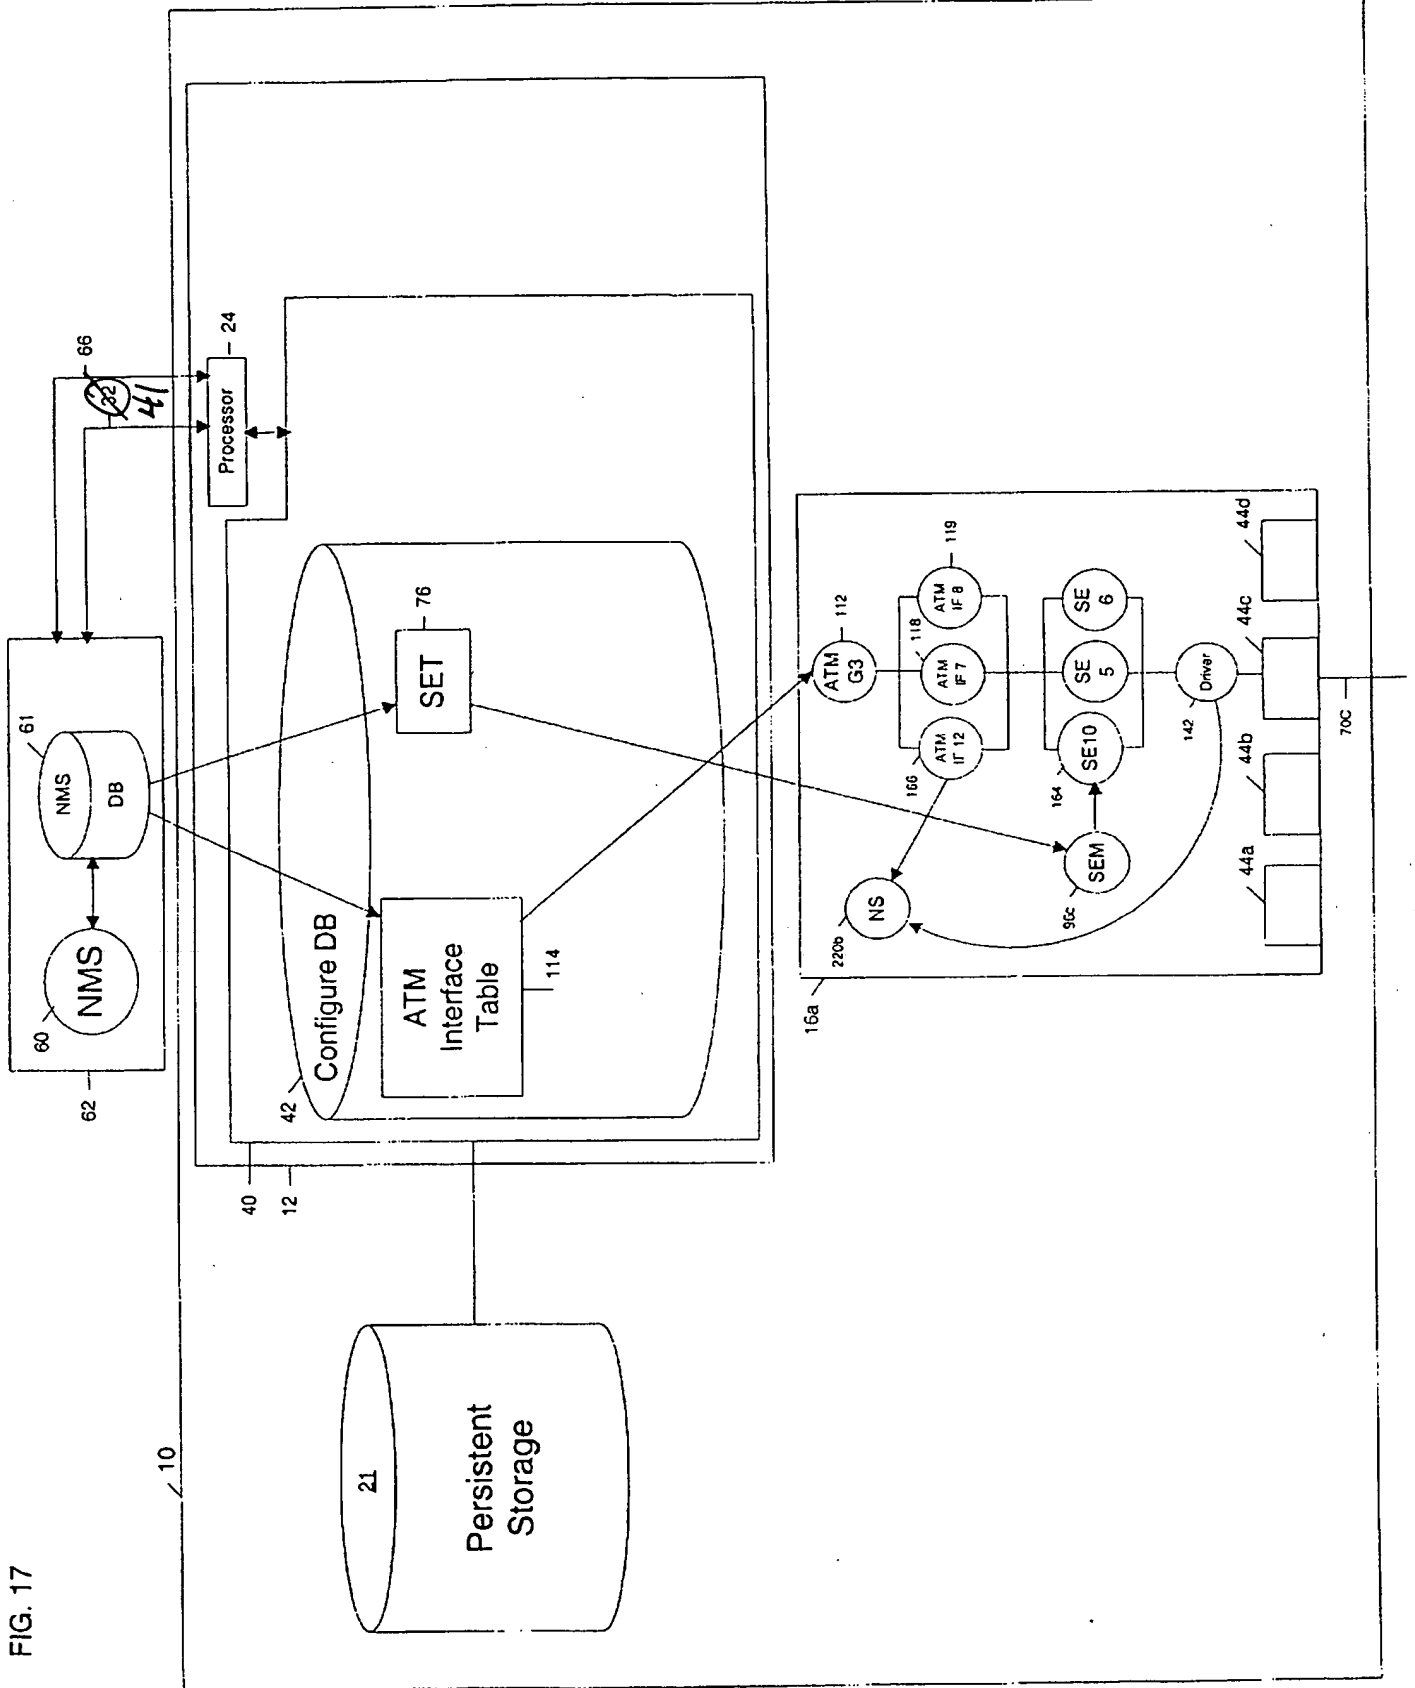 FIG. 17
10
62
60
NMS
61
NMS
DB
66
32
41
24
Processor
40
12
42
Configure DB
ATM
Interface
Table
114
SET
76
21
Persistent
Storage
16a
ATM
G3
112
166
ATM
118
ATM
IF 7
ATM
IF 8
119
220b
NS
96c
SEM
164
SE10
SE
5
SE
6
142
Driver
44a
44b
44c
44d
70C